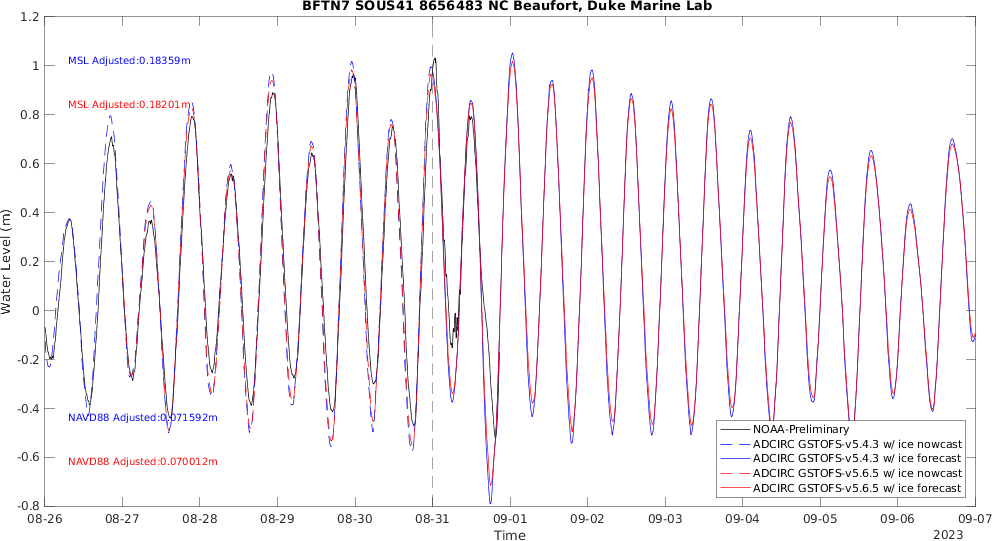 BFTN7 SOUS41 8656483 NC Beaufort, Duke Marine Lab
1.2
1
0.8
0.6
0.4
0.2
0
-0.2
-0.4
-0.6
-0.8
Water Level (m)
MSL Adjusted:0.18359m
MSL Adjusted:0.18201m
NAVD88 Adjusted:0.071592m
NAVD88 Adjusted:0.070012m
NOAA-Preliminary
ADCIRC GSTOFS-v5.4.3 w/ ice nowcast
ADCIRC GSTOFS-v5.4.3 w/ ice forecast
ADCIRC GSTOFS-v5.6.5 w/ ice nowcast
ADCIRC GSTOFS-v5.6.5 w/ ice forecast
08-26 08-27 08-28 08-29 08-30 08-31 09-01 09-02 09-03 09-04 09-05 09-06 09-07
Time
2023